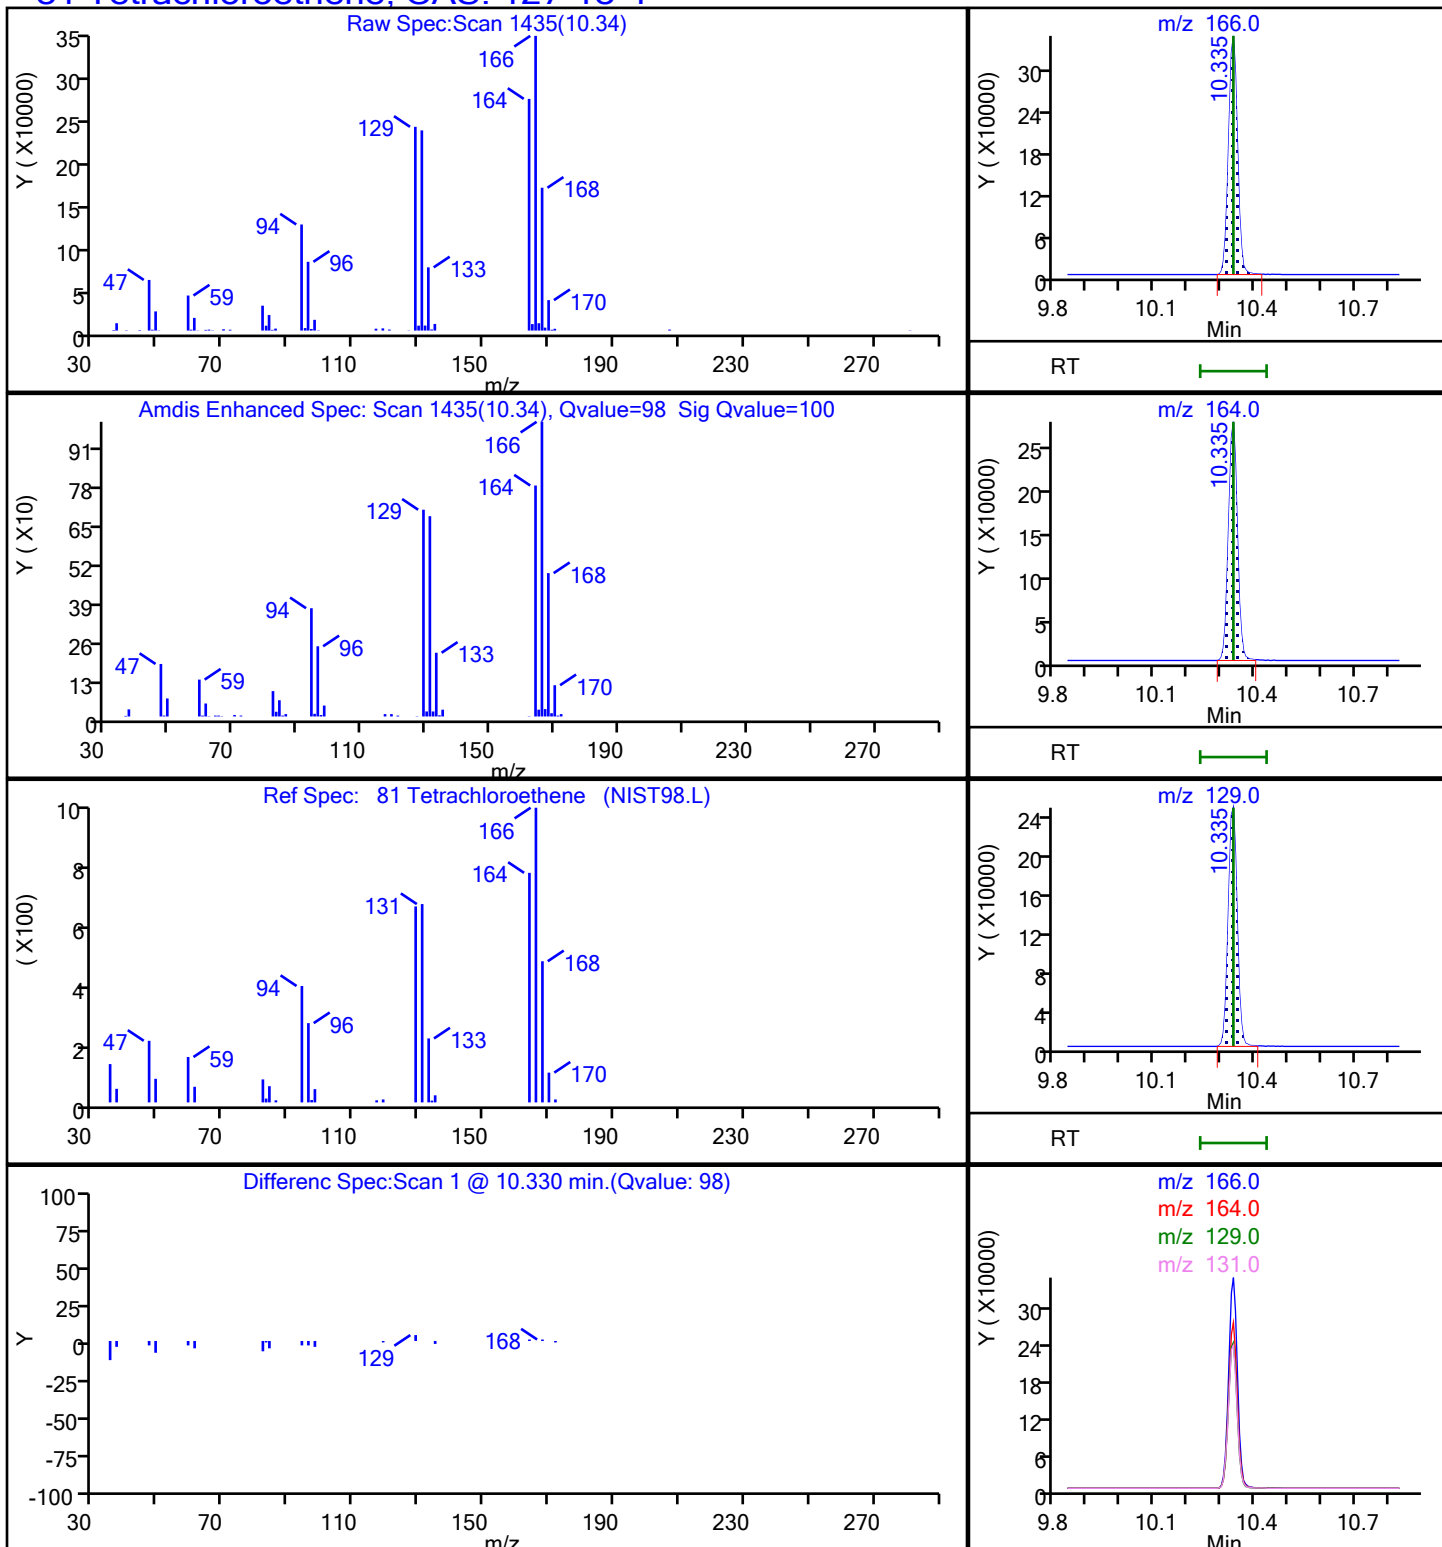 81 Tetrachloroethene, CAS: 127-18-4
Raw Spec:Scan 1435(10.34)
Y ( X10000)
35
30
25
20
15
10
5
0
166
164
129
168
94
96
133
47
59
170
30 70 110 150 190 230 270
m/z
m/z 166.0
10.335
Y ( X10000)
30
24
18
12
6
0
9.8 10.1 10.4 10.7
Min
RT
Amdis Enhanced Spec: Scan 1435(10.34), Qvalue=98 Sig Qvalue=100
Y ( X10)
91
78
65
52
39
26
13
0
166
164
129
168
94
96
133
47
59
170
30 70 110 150 190 230 270
m/z
m/z 164.0
10.335
Y ( X10000)
25
20
15
10
5
0
9.8 10.1 10.4 10.7
Min
RT
Ref Spec: 81 Tetrachloroethene (NIST98.L)
( X100)
10
8
6
4
2
0
166
164
131
168
94
96
133
47
59
170
30 70 110 150 190 230 270
m/z 129.0
10.335
Y ( X10000)
24
20
16
12
8
4
0
9.8 10.1 10.4 10.7
Min
RT
Differenc Spec:Scan 1 @ 10.330 min.(Qvalue: 98)
Y
100
75
50
25
0
-25
-50
-75
-100
129
168
30 70 110 150 190 230 270
m/z
m/z 166.0
m/z 164.0
m/z 129.0
m/z 131.0
Y ( X10000)
30
24
18
12
6
0
9.8 10.1 10.4 10.7
Min